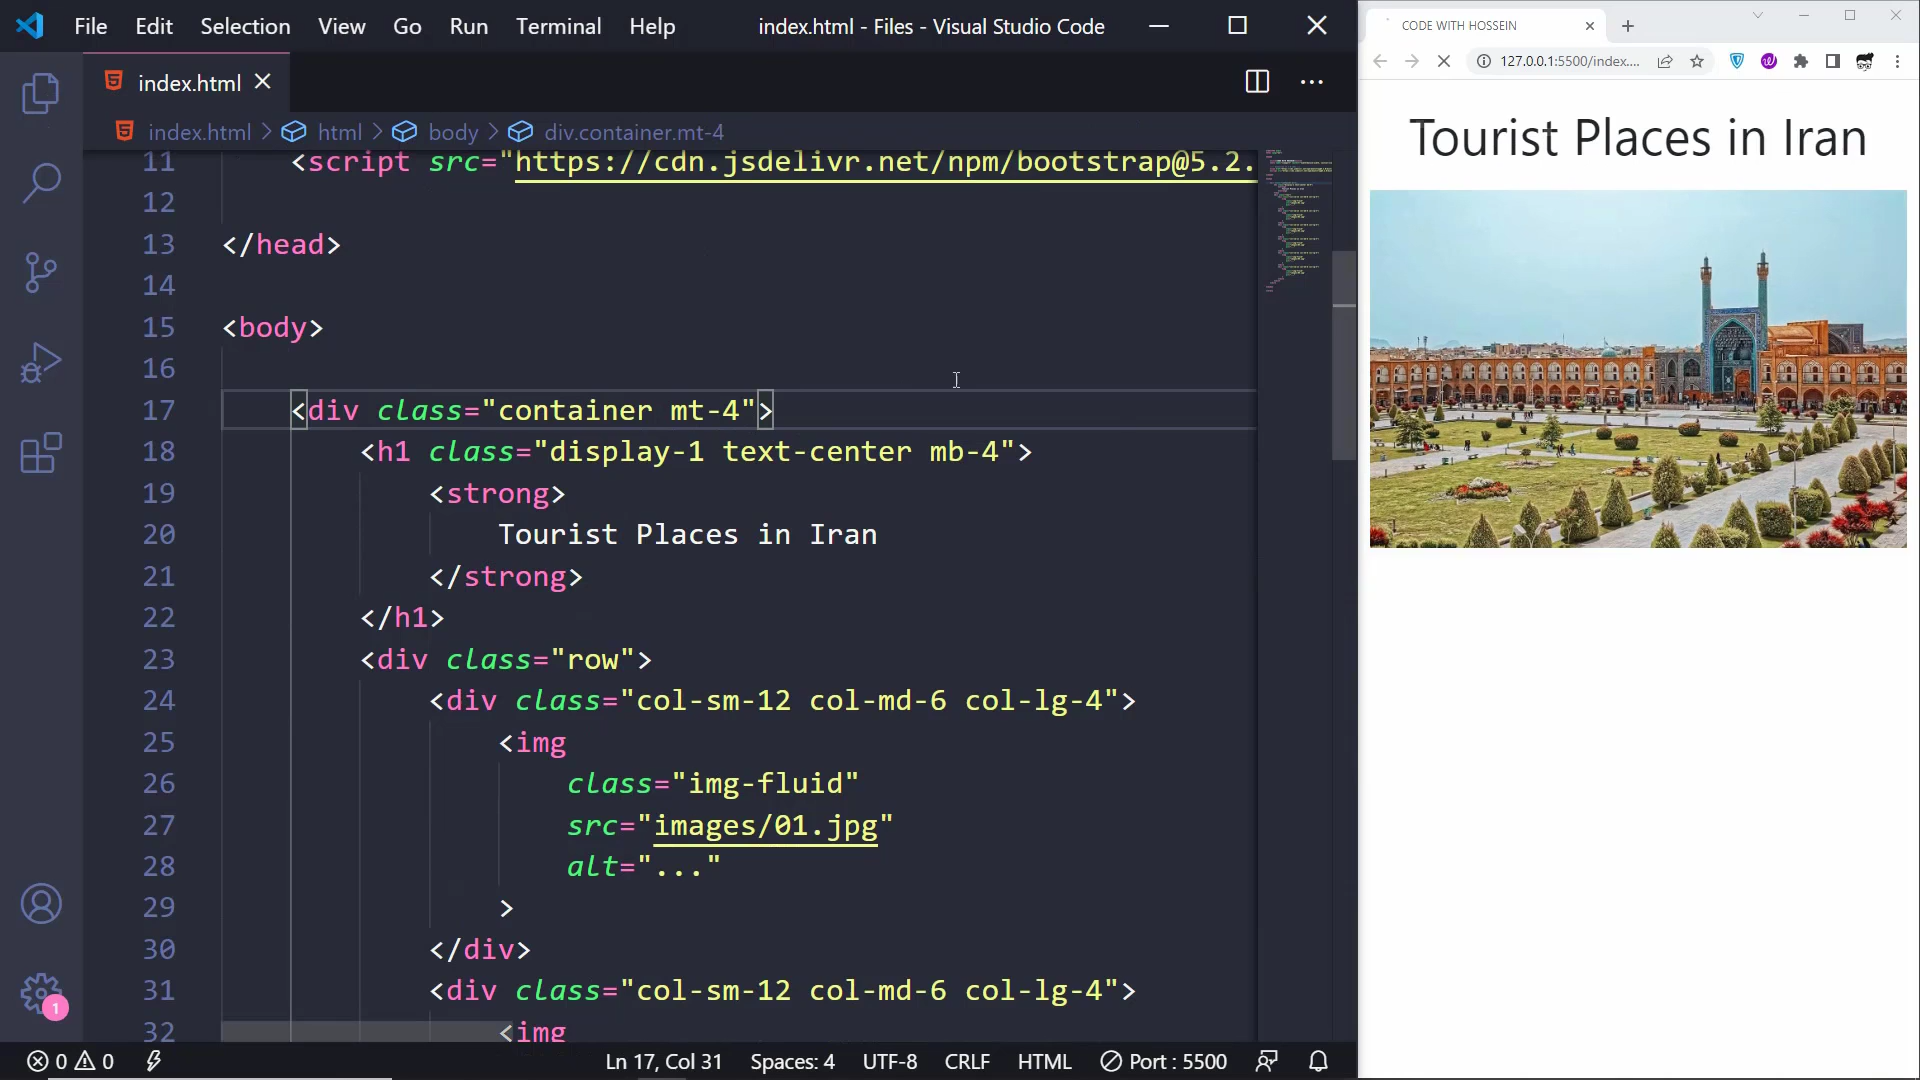 File Edit Selection View Go Run Terminal Help
index.html - Files - Visual Studio Code
index.html
index.html > html > body > div.container.mt-4
11 <script src="https://cdn.jsdelivr.net/npm/bootstrap@5.2.
12
13 </head>
14
15 <body>
16
17 <div class="container mt-4">
18 <h1 class="display-1 text-center mb-4">
19 <strong>
20 Tourist Places in Iran
21 </strong>
22 </h1>
23 <div class="row">
24 <div class="col-sm-12 col-md-6 col-lg-4">
25 <img
26 class="img-fluid"
27 src="images/01.jpg"
28 alt="..."
29 >
30 </div>
31 <div class="col-sm-12 col-md-6 col-lg-4">
32 <img
1
0 0
Ln 17, Col 31 Spaces: 4 UTF-8 CRLF HTML Port : 5500
CODE WITH HOSSEIN
127.0.0.1:5500/index....
Tourist Places in Iran